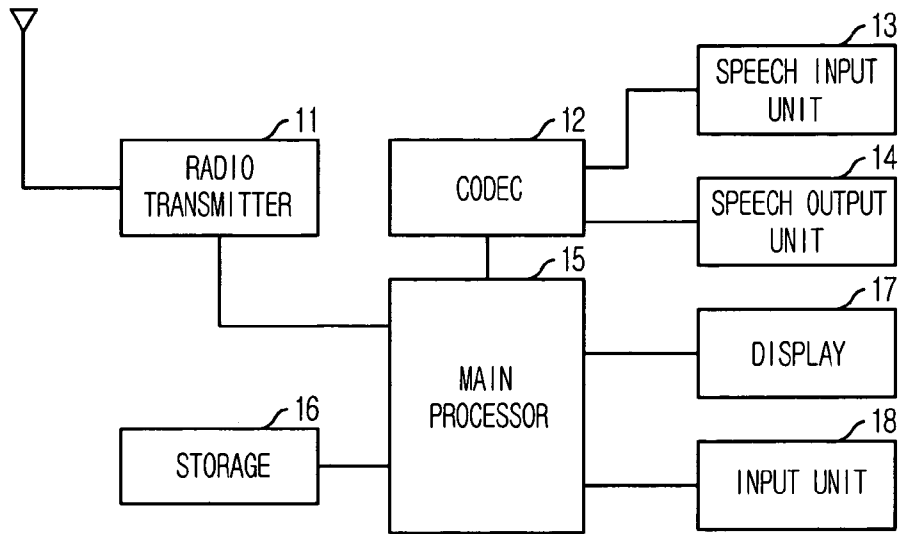 13
SPEECH INPUT
UNIT
11
RADIO
TRANSMITTER
12
CODEC
14
SPEECH OUTPUT
UNIT
15
MAIN
PROCESSOR
17
DISPLAY
16
STORAGE
18
INPUT UNIT